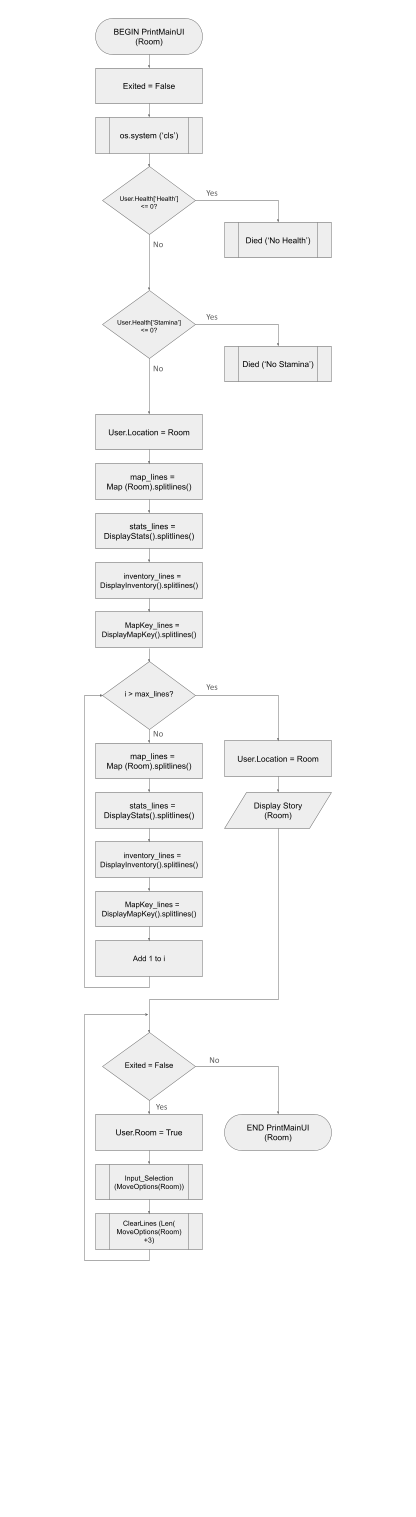 BEGIN PrintMainUI
(Room)
Exited = False
os.system (‘cls’)
User.Health['Health']
<= 0?
Yes
Died (‘No Health’)
No
User.Health['Stamina']
<= 0?
Yes
Died (‘No Stamina’)
No
User.Location = Room
map_lines =
Map (Room).splitlines()
stats_lines =
DisplayStats().splitlines()
inventory_lines =
DisplayInventory().splitlines()
MapKey_lines =
DisplayMapKey().splitlines()
i > max_lines?
Yes
No
User.Location = Room
map_lines =
Map (Room).splitlines()
Display Story
(Room)
stats_lines =
DisplayStats().splitlines()
inventory_lines =
DisplayInventory().splitlines()
MapKey_lines =
DisplayMapKey().splitlines()
Add 1 to i
Exited = False
No
Yes
END PrintMainUI
(Room)
User.Room = True
Input_Selection
(MoveOptions(Room))
ClearLines (Len(
MoveOptions(Room)
+3)